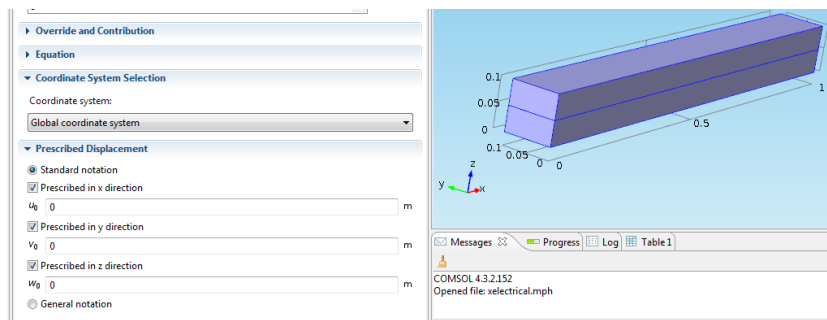 Override and Contribution
Equation
Coordinate System Selection
Coordinate system:
Global coordinate system
Prescribed Displacement
Standard notation
Prescribed in x direction
u0 0 m
Prescribed in y direction
v0 0 m
Prescribed in z direction
w0 0 m
General notation
0.1
0.05
0
0.1
0.05
0
0
0.5
1
y
z
x
Messages Progress Log Table 1
COMSOL 4.3.2.152
Opened file: xelectrical.mph